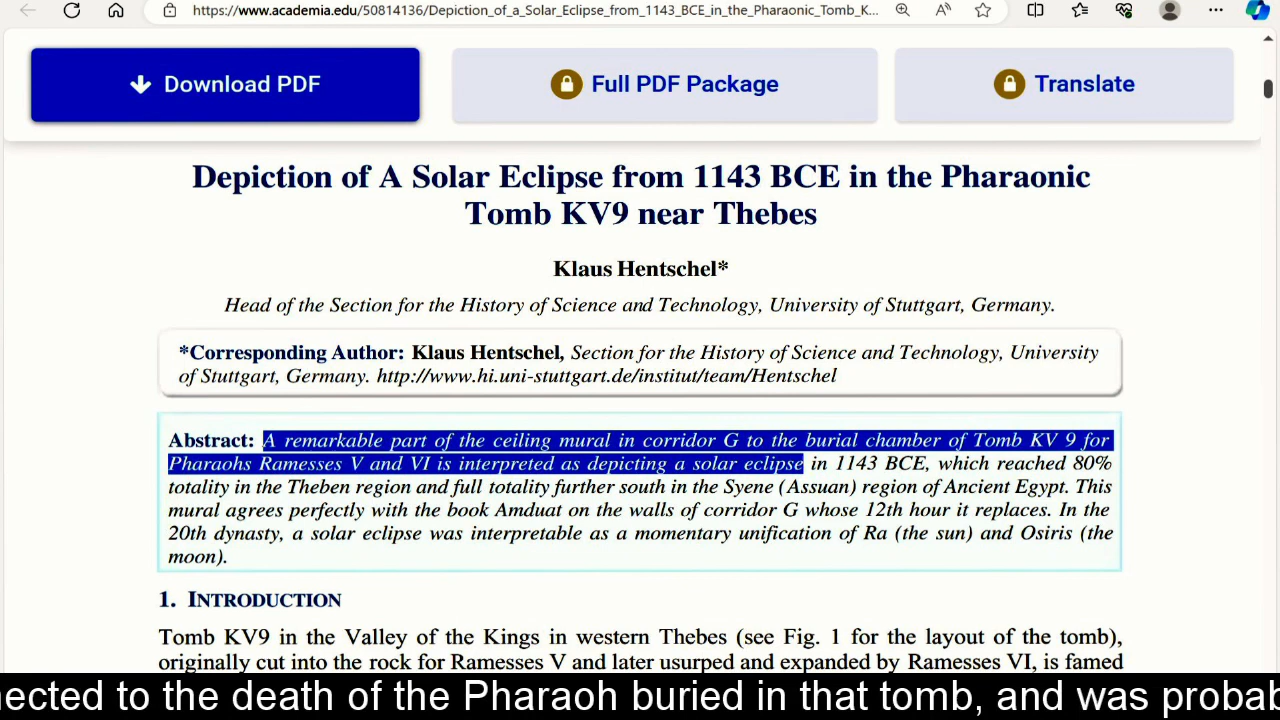 https://www.academia.edu/50814136/Depiction_of_a_Solar_Eclipse_from_1143_BCE_in_the_Pharaonic_Tomb_K...
Download PDF
Full PDF Package
Translate
Depiction of A Solar Eclipse from 1143 BCE in the Pharaonic
Tomb KV9 near Thebes
Klaus Hentschel*
Head of the Section for the History of Science and Technology, University of Stuttgart, Germany.
*Corresponding Author: Klaus Hentschel, Section for the History of Science and Technology, University
of Stuttgart, Germany. http://www.hi.uni-stuttgart.de/institut/team/Hentschel
Abstract: A remarkable part of the ceiling mural in corridor G to the burial chamber of Tomb KV 9 for
Pharaohs Ramesses V and VI is interpreted as depicting a solar eclipse in 1143 BCE, which reached 80%
totality in the Theben region and full totality further south in the Syene (Assuan) region of Ancient Egypt. This
mural agrees perfectly with the book Amduat on the walls of corridor G whose 12th hour it replaces. In the
20th dynasty, a solar eclipse was interpretable as a momentary unification of Ra (the sun) and Osiris (the
moon).
1. INTRODUCTION
Tomb KV9 in the Valley of the Kings in western Thebes (see Fig. 1 for the layout of the tomb),
originally cut into the rock for Ramesses V and later usurped and expanded by Ramesses VI, is famed
nected to the death of the Pharaoh buried in that tomb, and was probab